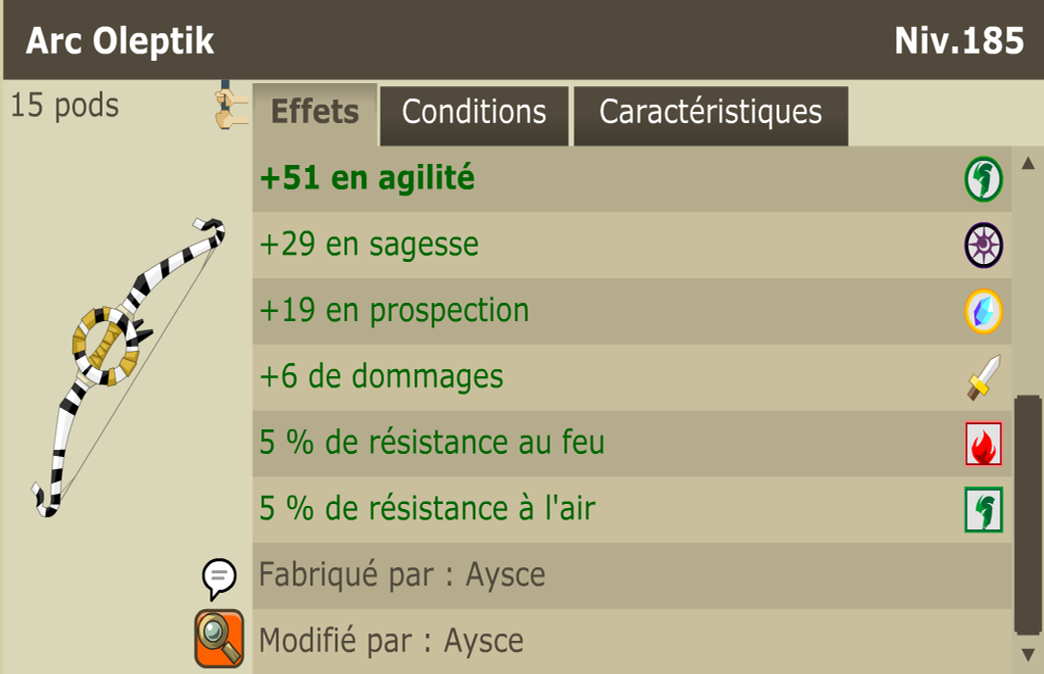 Arc Oleptik
Niv.185
15 pods
Effets
Conditions
Caractéristiques
+51 en agilité
+29 en sagesse
+19 en prospection
+6 de dommages
5 % de résistance au feu
5 % de résistance à l'air
Fabriqué par : Aysce
Modifié par : Aysce